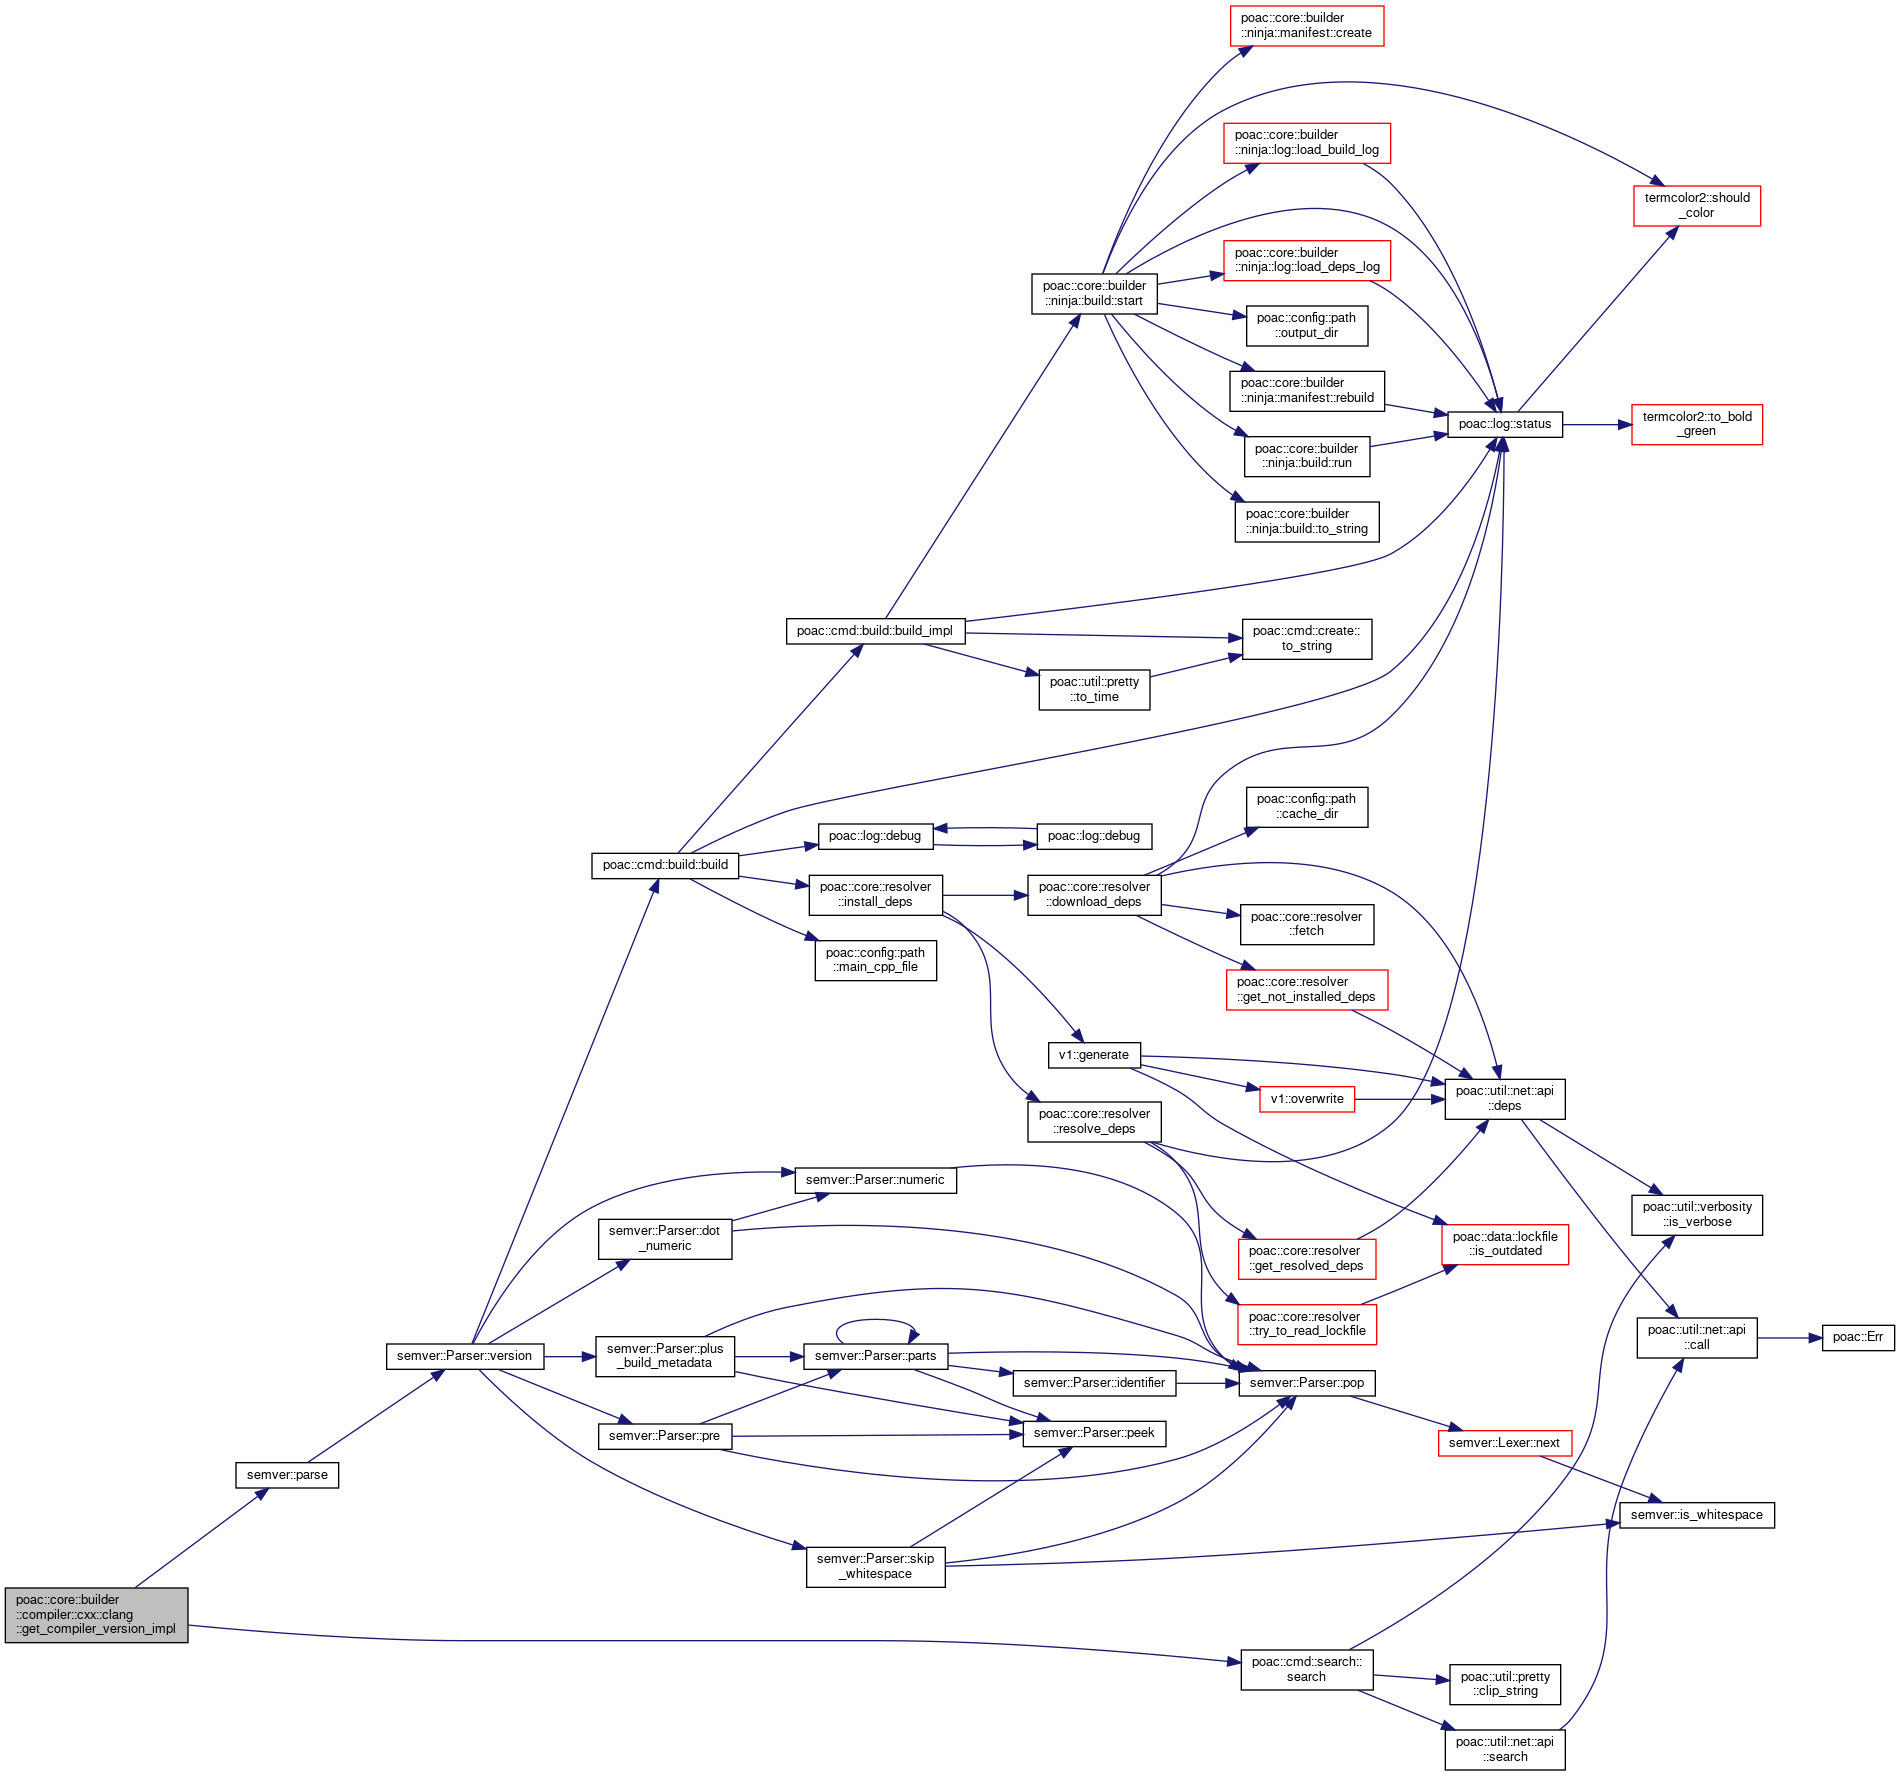 poac::core::builder
::ninja::manifest::create
poac::core::builder
::ninja::log::load_build_log
termcolor2::should
_color
poac::core::builder
::ninja::log::load_deps_log
poac::core::builder
::ninja::build::start
poac::config::path
::output_dir
poac::core::builder
::ninja::manifest::rebuild
poac::log::status
termcolor2::to_bold
_green
poac::core::builder
::ninja::build::run
poac::core::builder
::ninja::build::to_string
poac::cmd::build::build_impl
poac::cmd::create::
to_string
poac::util::pretty
::to_time
poac::config::path
::cache_dir
poac::log::debug
poac::log::debug
poac::cmd::build::build
poac::core::resolver
::install_deps
poac::core::resolver
::download_deps
poac::core::resolver
::fetch
poac::config::path
::main_cpp_file
poac::core::resolver
::get_not_installed_deps
v1::generate
v1::overwrite
poac::util::net::api
::deps
poac::core::resolver
::resolve_deps
semver::Parser::numeric
poac::util::verbosity
::is_verbose
semver::Parser::dot
_numeric
poac::core::resolver
::get_resolved_deps
poac::data::lockfile
::is_outdated
poac::core::resolver
::try_to_read_lockfile
poac::util::net::api
::call
poac::Err
semver::Parser::version
semver::Parser::plus
_build_metadata
semver::Parser::parts
semver::Parser::identifier
semver::Parser::pop
semver::Parser::pre
semver::Parser::peek
semver::Lexer::next
semver::parse
semver::is_whitespace
semver::Parser::skip
_whitespace
poac::core::builder
::compiler::cxx::clang
::get_compiler_version_impl
poac::cmd::search::
search
poac::util::pretty
::clip_string
poac::util::net::api
::search